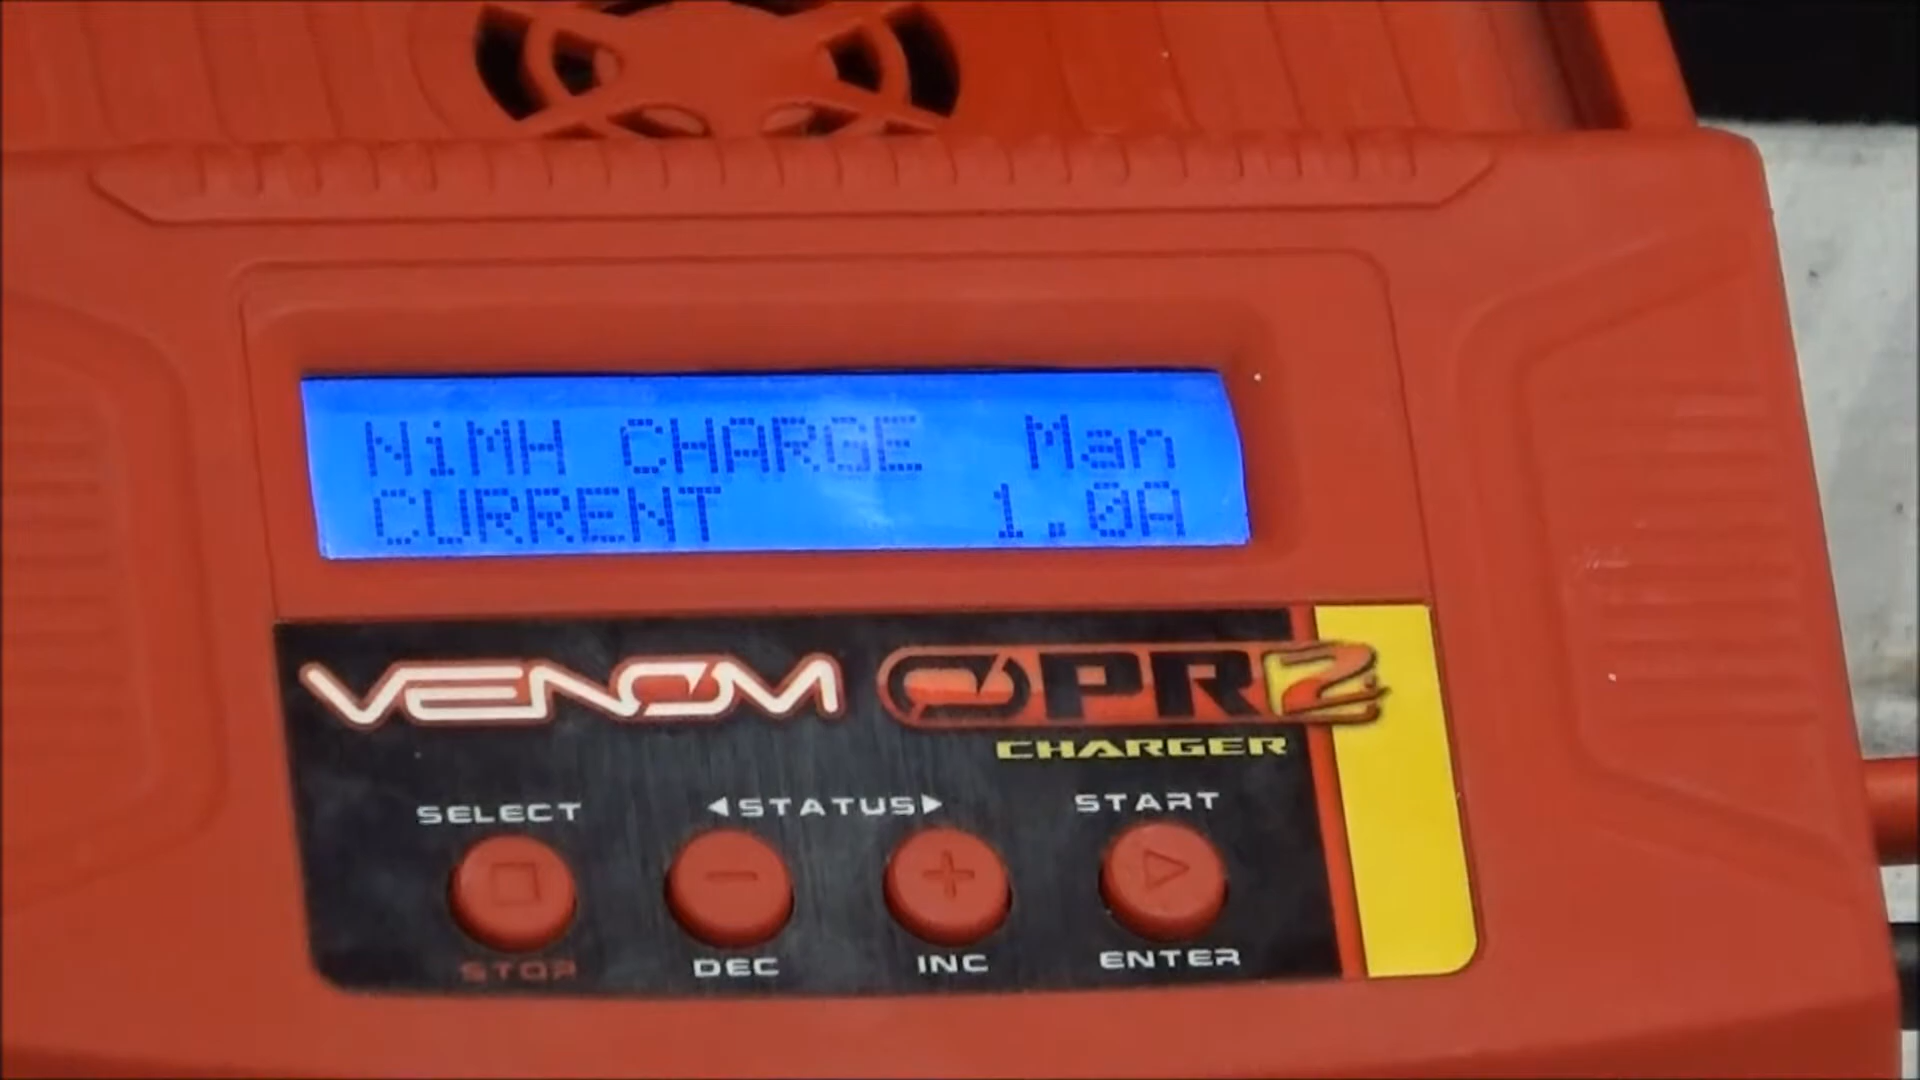 NiMH CHARGE Man
CURRENT 1.0A
VENOM PR2
CHARGER
SELECT ◀STATUS▶ START
STOP DEC INC ENTER